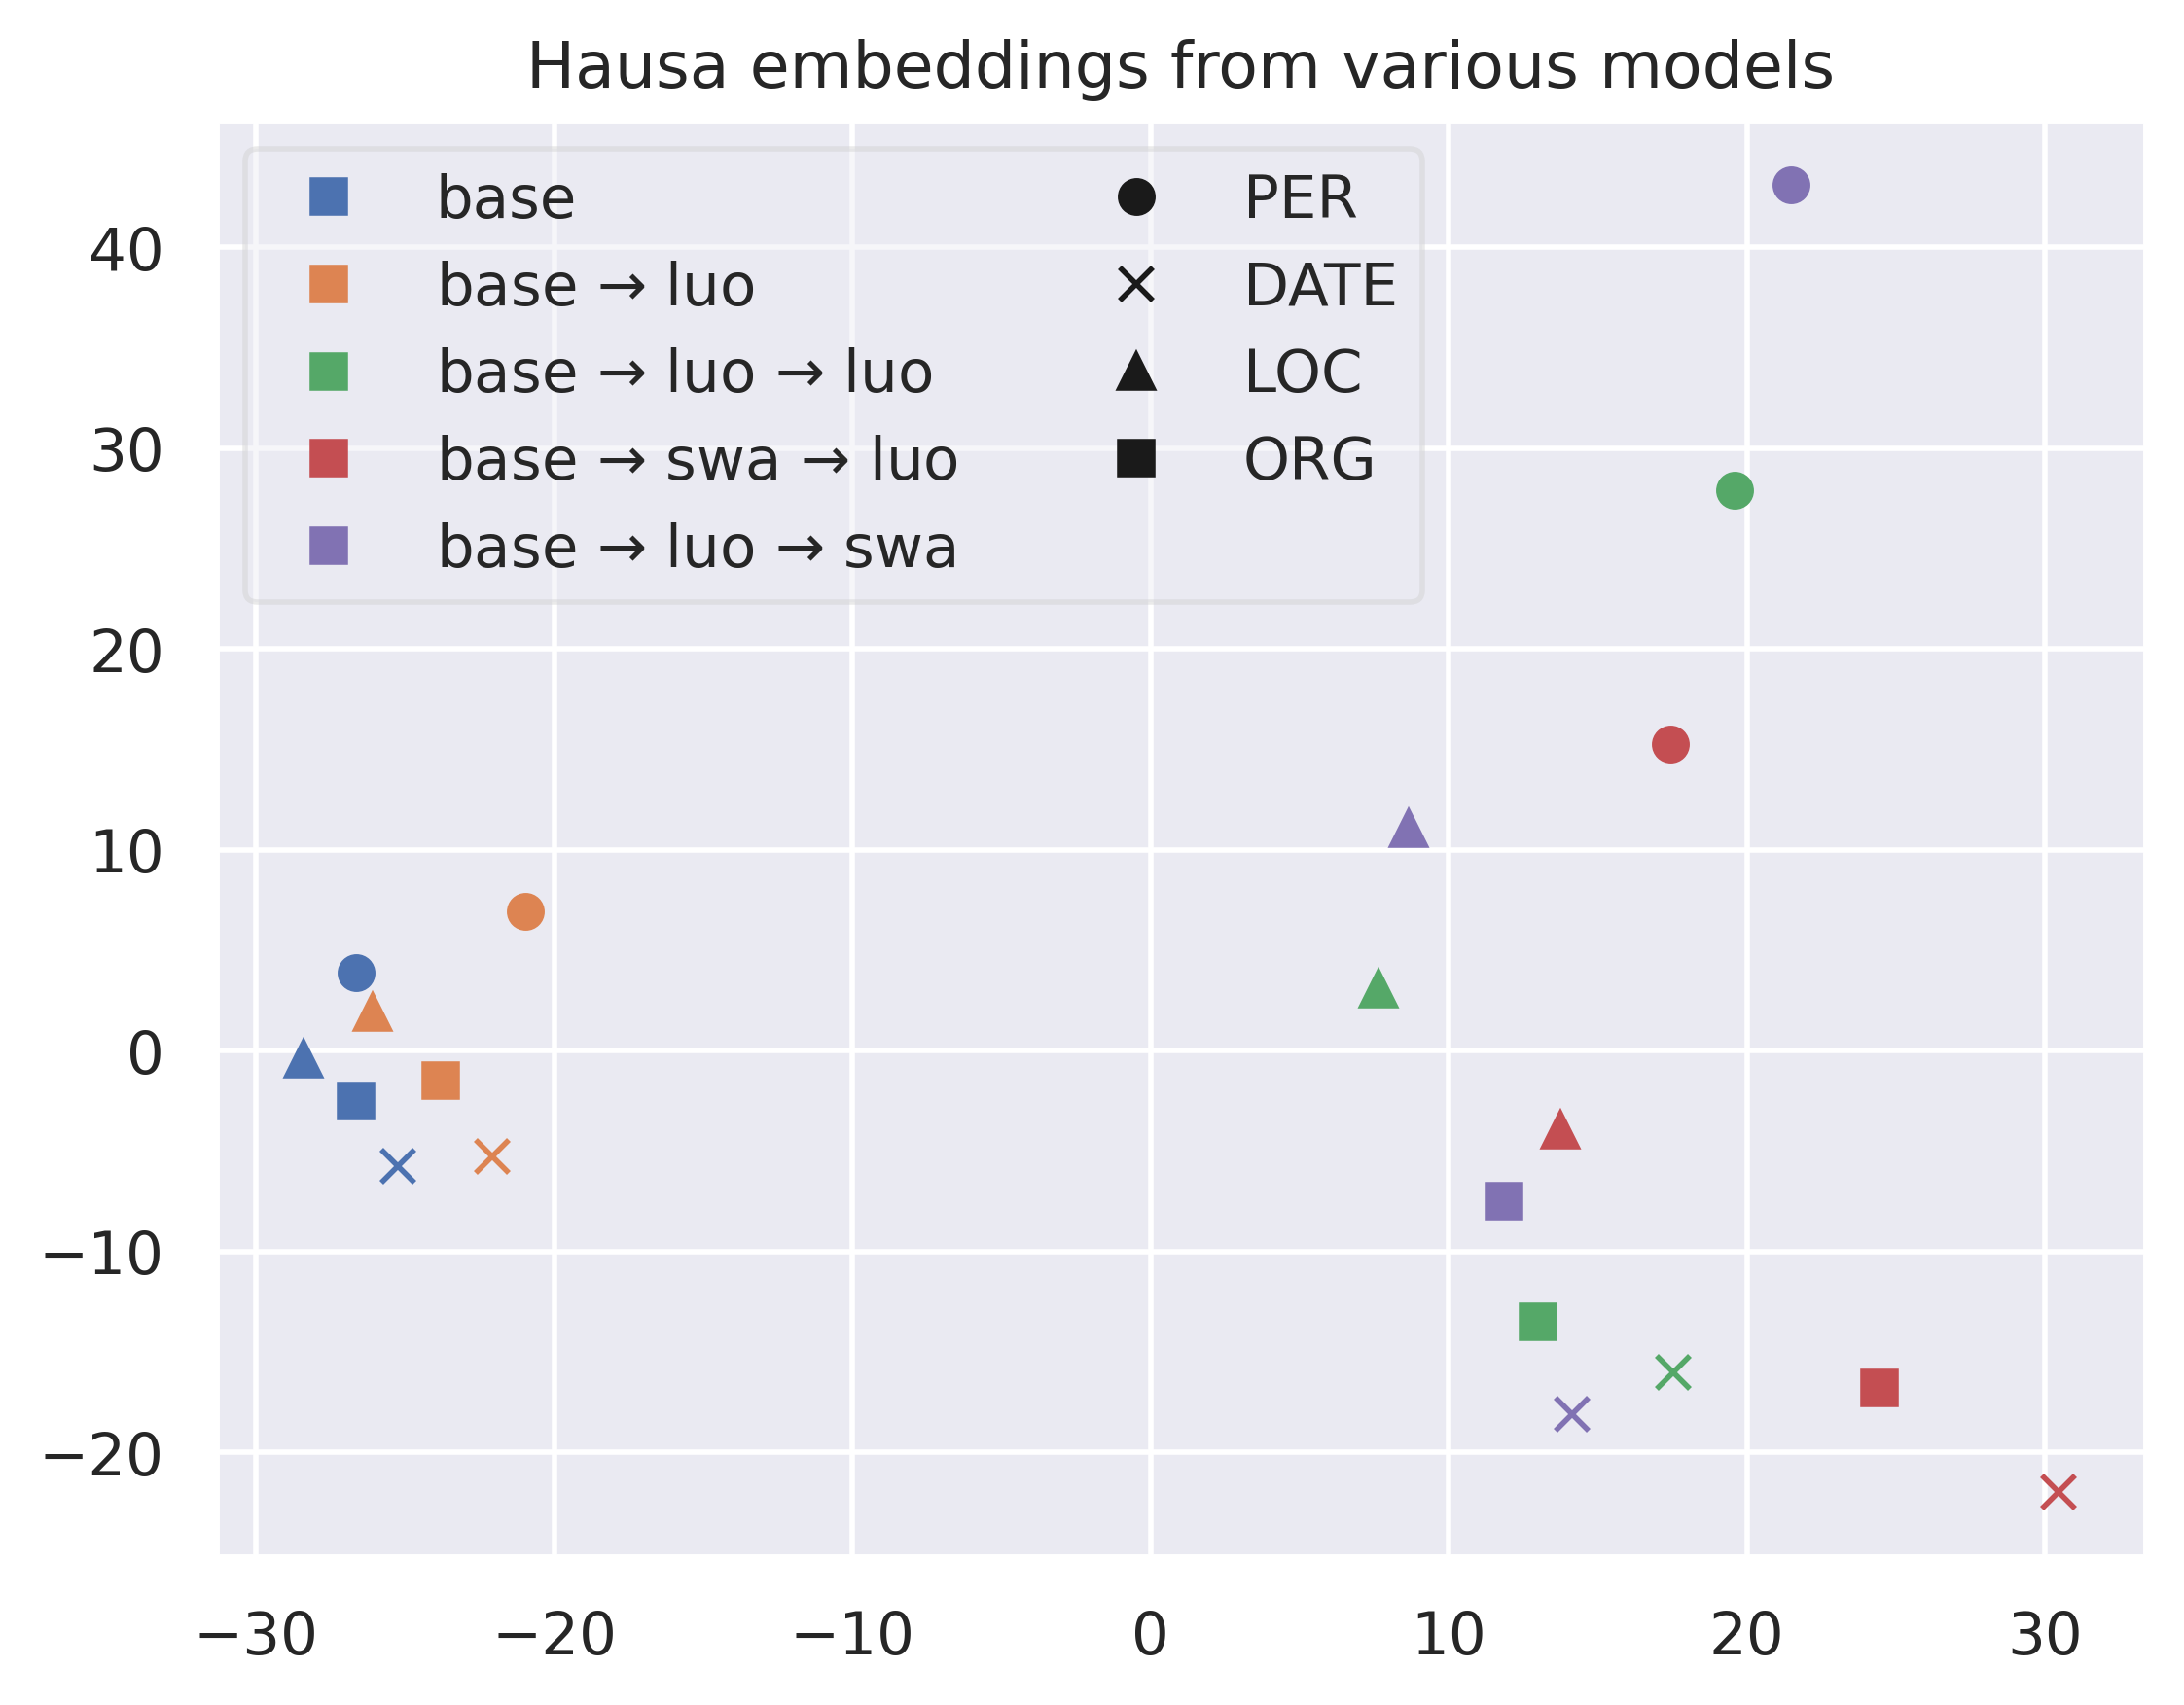 Hausa embeddings from various models
base
base → luo
base → luo → luo
base → swa → luo
base → luo → swa
PER
DATE
LOC
ORG
40
30
20
10
0
−10
−20
−30 −20 −10 0 10 20 30